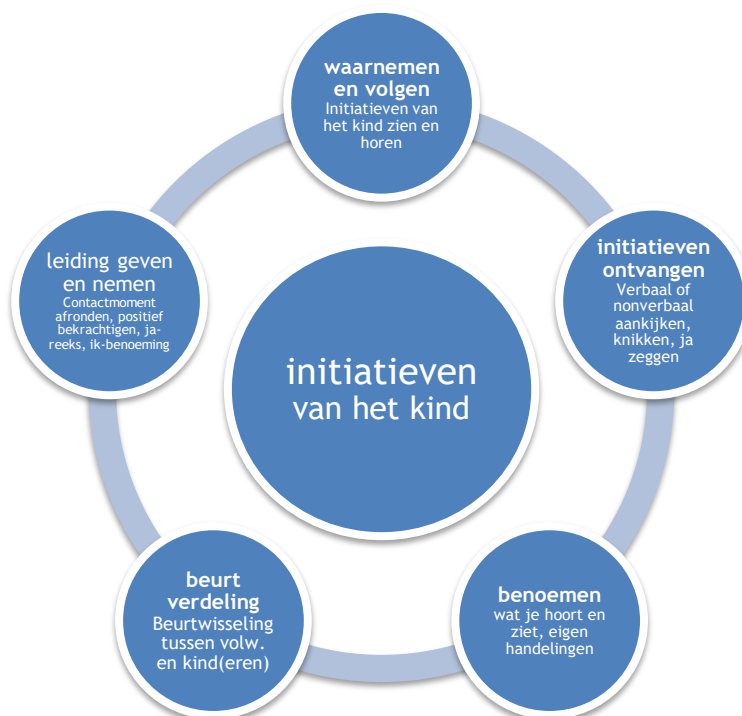 waarnemen
en volgen
Initiatieven van
het kind zien en
horen
initiatieven
ontvangen
Verbaal of
nonverbaal
aankijken,
knikken, ja
zeggen
benoemen
wat je hoort en
ziet, eigen
handelingen
beurt
verdeling
Beurtwisseling
tussen volw.
en kind(eren)
leiding geven
en nemen
Contactmoment
afronden, positief
bekrachtigen, ja-
reeks, ik-benoeming
initiatieven
van het kind